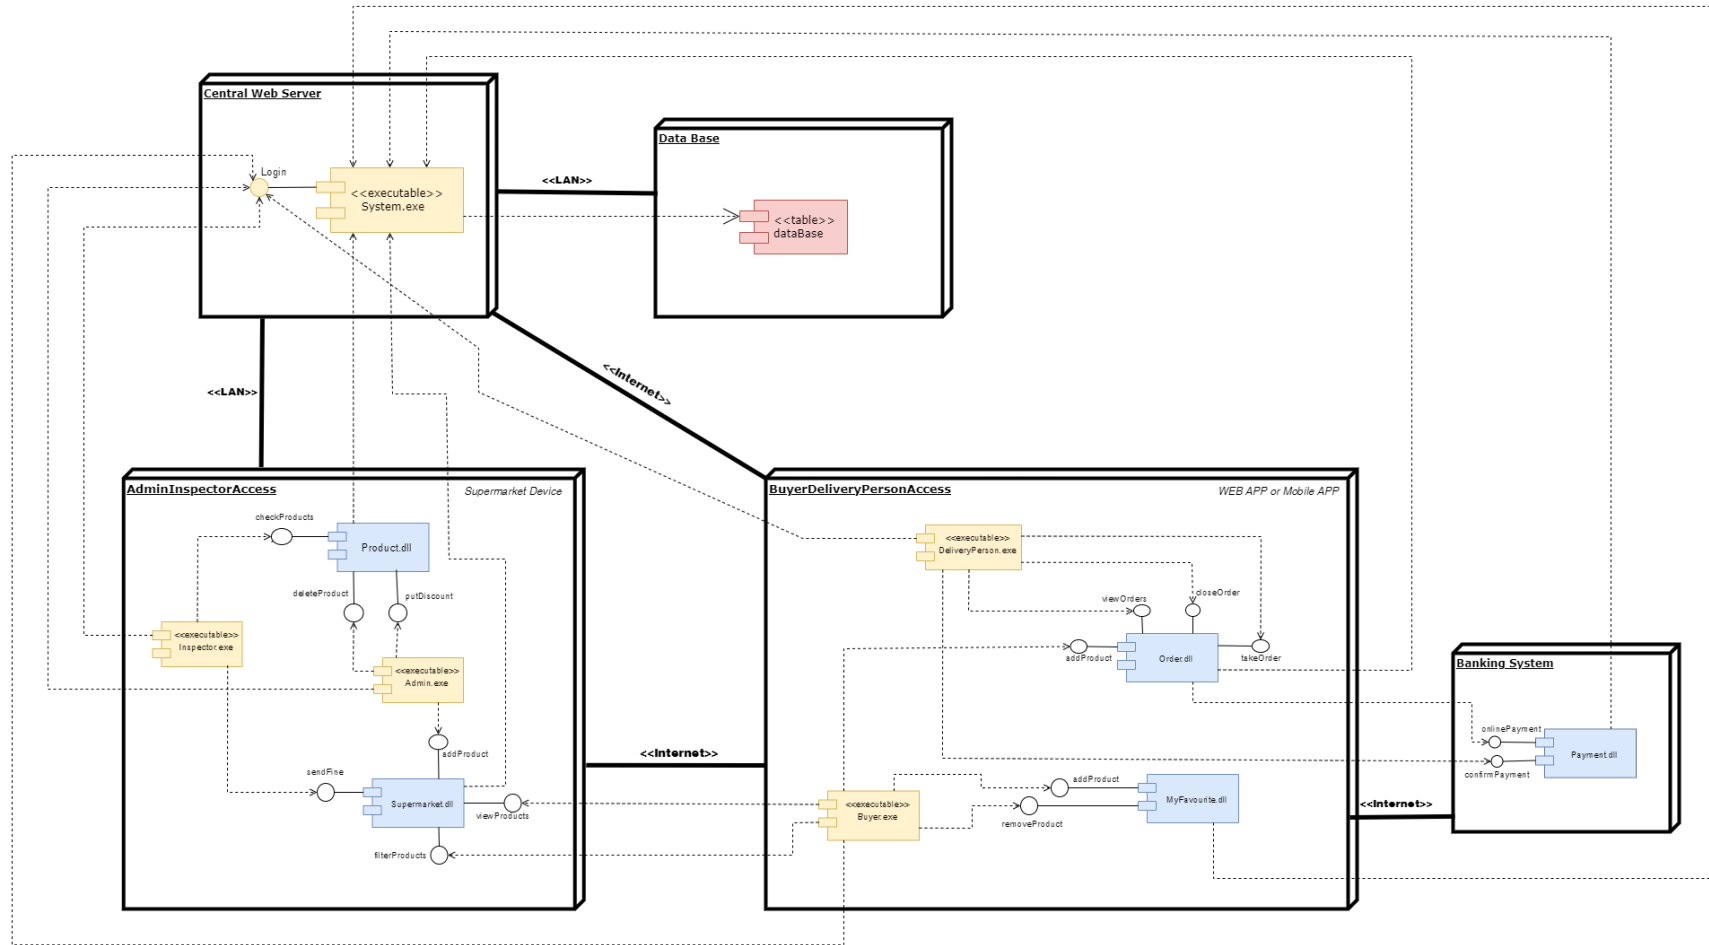 Central Web Server
Login
<<executable>>
System.exe
<<LAN>>
Data Base
<<table>>
dataBase
<<LAN>>
<<Internet>>
AdminInspectorAccess
Supermarket Device
checkProducts
Product.dll
deleteProduct
putDiscount
<<executable>>
Inspector.exe
<<executable>>
Admin.exe
addProduct
sendFine
Supermarket.dll
viewProducts
filterProducts
<<Internet>>
BuyerDeliveryPersonAccess
WEB APP or Mobile APP
<<executable>>
DeliveryPerson.exe
viewOrders
closeOrder
addProduct
Order.dll
takeOrder
<<executable>>
Buyer.exe
addProduct
removeProduct
MyFavourite.dll
<<Internet>>
Banking System
onlinePayment
confirmPayment
Payment.dll